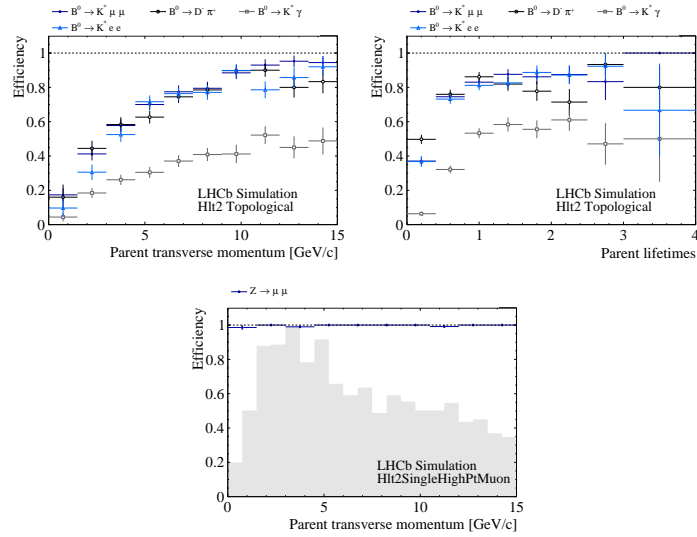 B⁰ → K* μ μ B⁰ → D⁻ π⁺ B⁰ → K* γ
B⁰ → K* e e
Efficiency
1
0.8
0.6
0.4
0.2
0
LHCb Simulation
Hlt2 Topological
0 5 10 15
Parent transverse momentum [GeV/c]
B⁰ → K* μ μ B⁰ → D⁻ π⁺ B⁰ → K* γ
B⁰ → K* e e
Efficiency
1
0.8
0.6
0.4
0.2
0
LHCb Simulation
Hlt2 Topological
0 1 2 3 4
Parent lifetimes
Z → μ μ
Efficiency
1
0.8
0.6
0.4
0.2
0
LHCb Simulation
Hlt2SingleHighPtMuon
0 5 10 15
Parent transverse momentum [GeV/c]